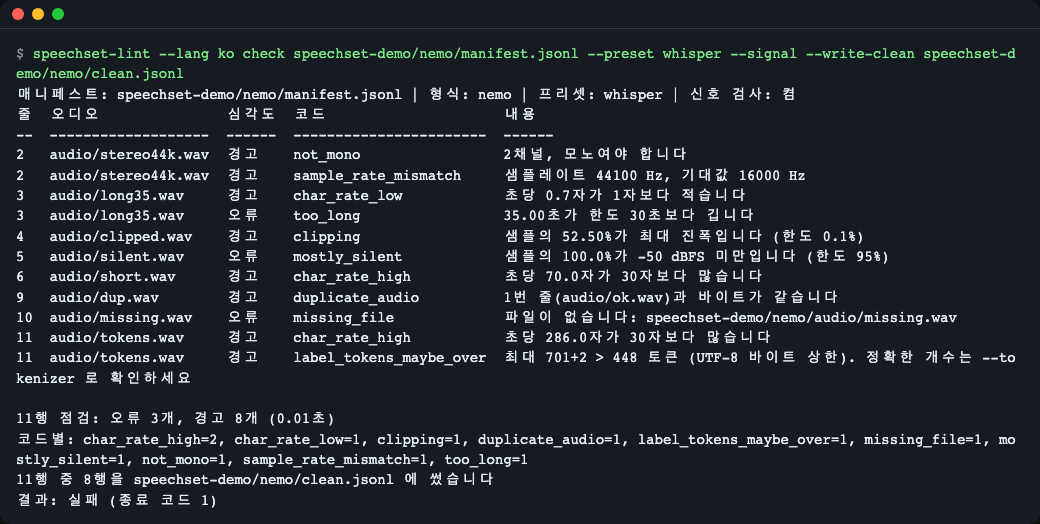 $ speechset-lint --lang ko check speechset-demo/nemo/manifest.jsonl --preset whisper --signal --write-clean speechset-d
emo/nemo/clean.jsonl
매니페스트: speechset-demo/nemo/manifest.jsonl | 형식: nemo | 프리셋: whisper | 신호 검사: 켬
줄 오디오 심각도 코드 내용
-- ------------------- ------ ----------------------- ------
2 audio/stereo44k.wav 경고 not_mono 2채널, 모노여야 합니다
2 audio/stereo44k.wav 경고 sample_rate_mismatch 샘플레이트 44100 Hz, 기대값 16000 Hz
3 audio/long35.wav 경고 char_rate_low 초당 0.7자가 1자보다 적습니다
3 audio/long35.wav 오류 too_long 35.00초가 한도 30초보다 깁니다
4 audio/clipped.wav 경고 clipping 샘플의 52.50%가 최대 진폭입니다 (한도 0.1%)
5 audio/silent.wav 오류 mostly_silent 샘플의 100.0%가 -50 dBFS 미만입니다 (한도 95%)
6 audio/short.wav 경고 char_rate_high 초당 70.0자가 30자보다 많습니다
9 audio/dup.wav 경고 duplicate_audio 1번 줄(audio/ok.wav)과 바이트가 같습니다
10 audio/missing.wav 오류 missing_file 파일이 없습니다: speechset-demo/nemo/audio/missing.wav
11 audio/tokens.wav 경고 char_rate_high 초당 286.0자가 30자보다 많습니다
11 audio/tokens.wav 경고 label_tokens_maybe_over 최대 701+2 > 448 토큰 (UTF-8 바이트 상한). 정확한 개수는 --to
kenizer 로 확인하세요
11행 점검: 오류 3개, 경고 8개 (0.01초)
코드별: char_rate_high=2, char_rate_low=1, clipping=1, duplicate_audio=1, label_tokens_maybe_over=1, missing_file=1, mo
stly_silent=1, not_mono=1, sample_rate_mismatch=1, too_long=1
11행 중 8행을 speechset-demo/nemo/clean.jsonl 에 썼습니다
결과: 실패 (종료 코드 1)